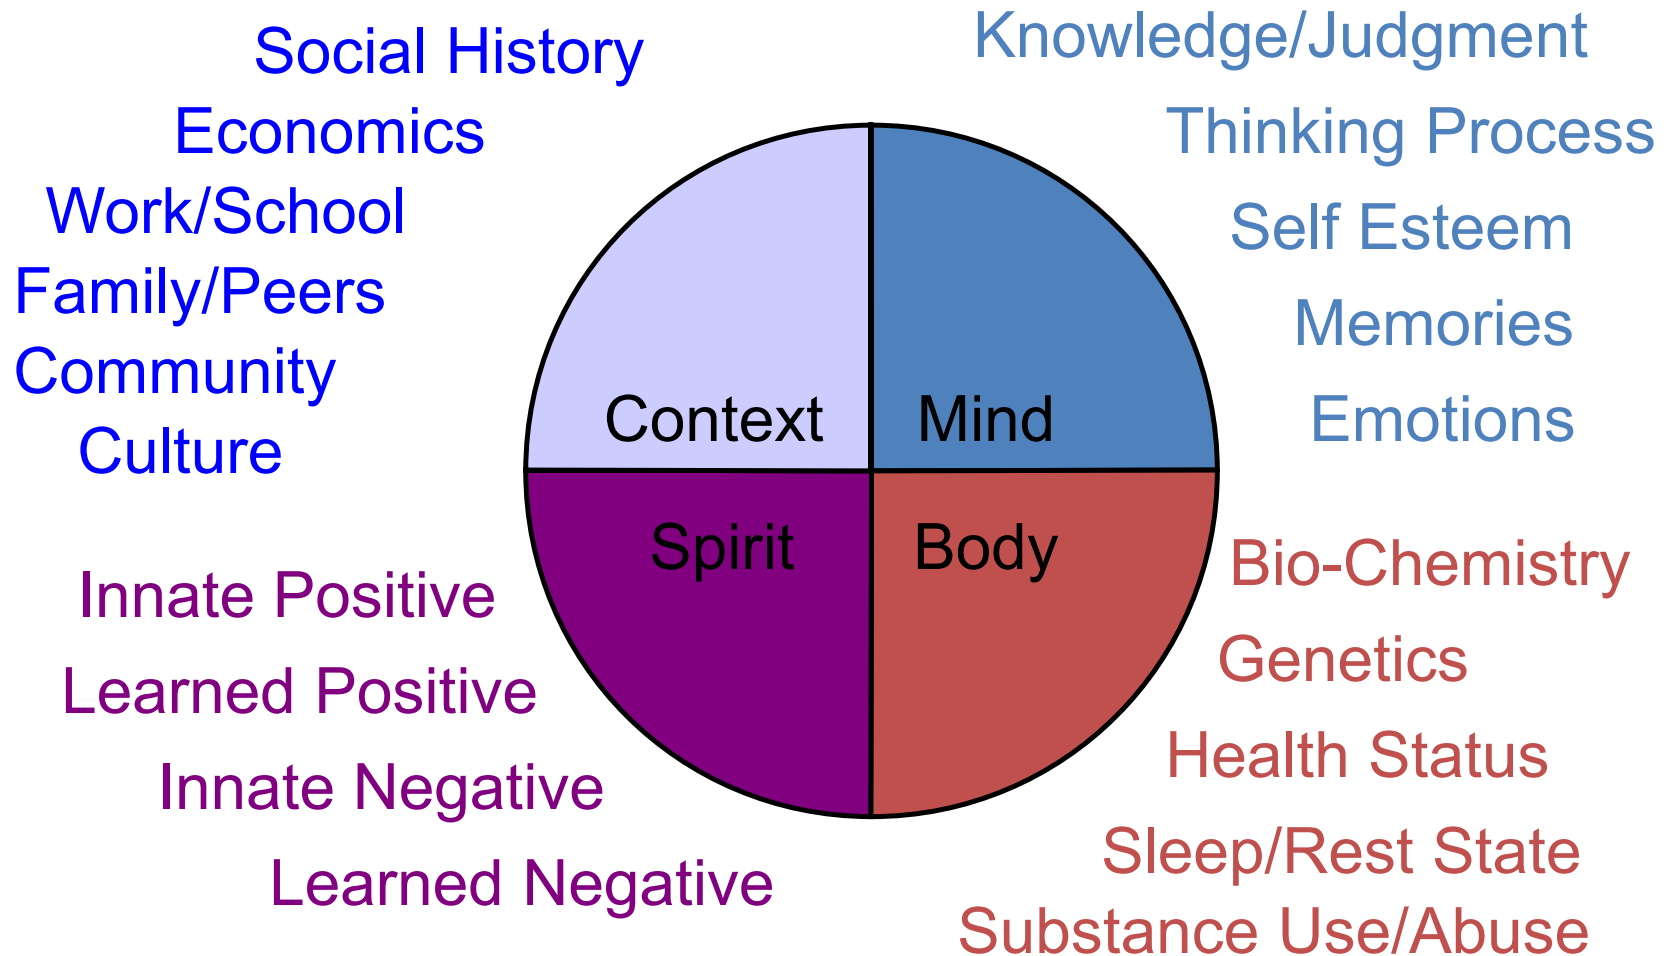 Social History
Economics
Work/School
Family/Peers
Community
Culture
Knowledge/Judgment
Thinking Process
Self Esteem
Memories
Emotions
Context
Mind
Spirit
Body
Innate Positive
Learned Positive
Innate Negative
Learned Negative
Bio-Chemistry
Genetics
Health Status
Sleep/Rest State
Substance Use/Abuse